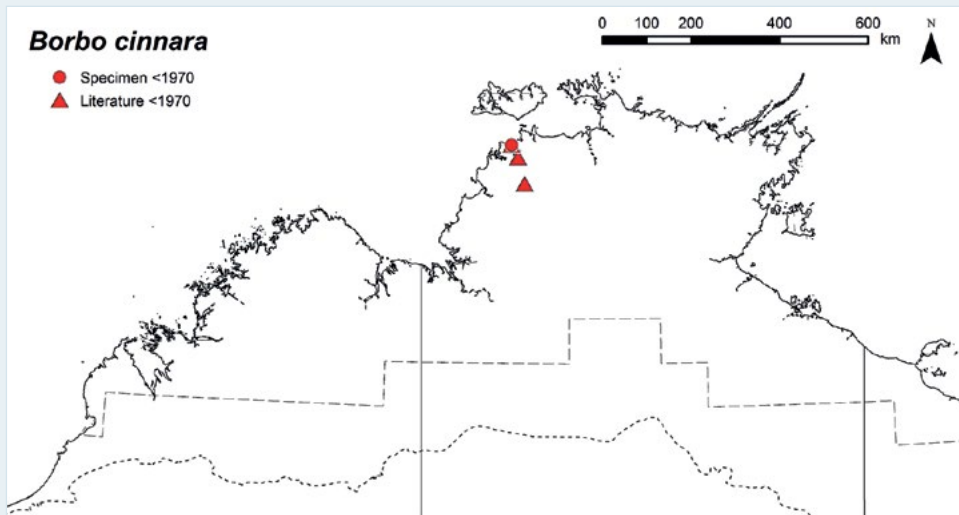 Borbo cinnara
Specimen <1970
Literature <1970
0 100 200 400 600
km
N